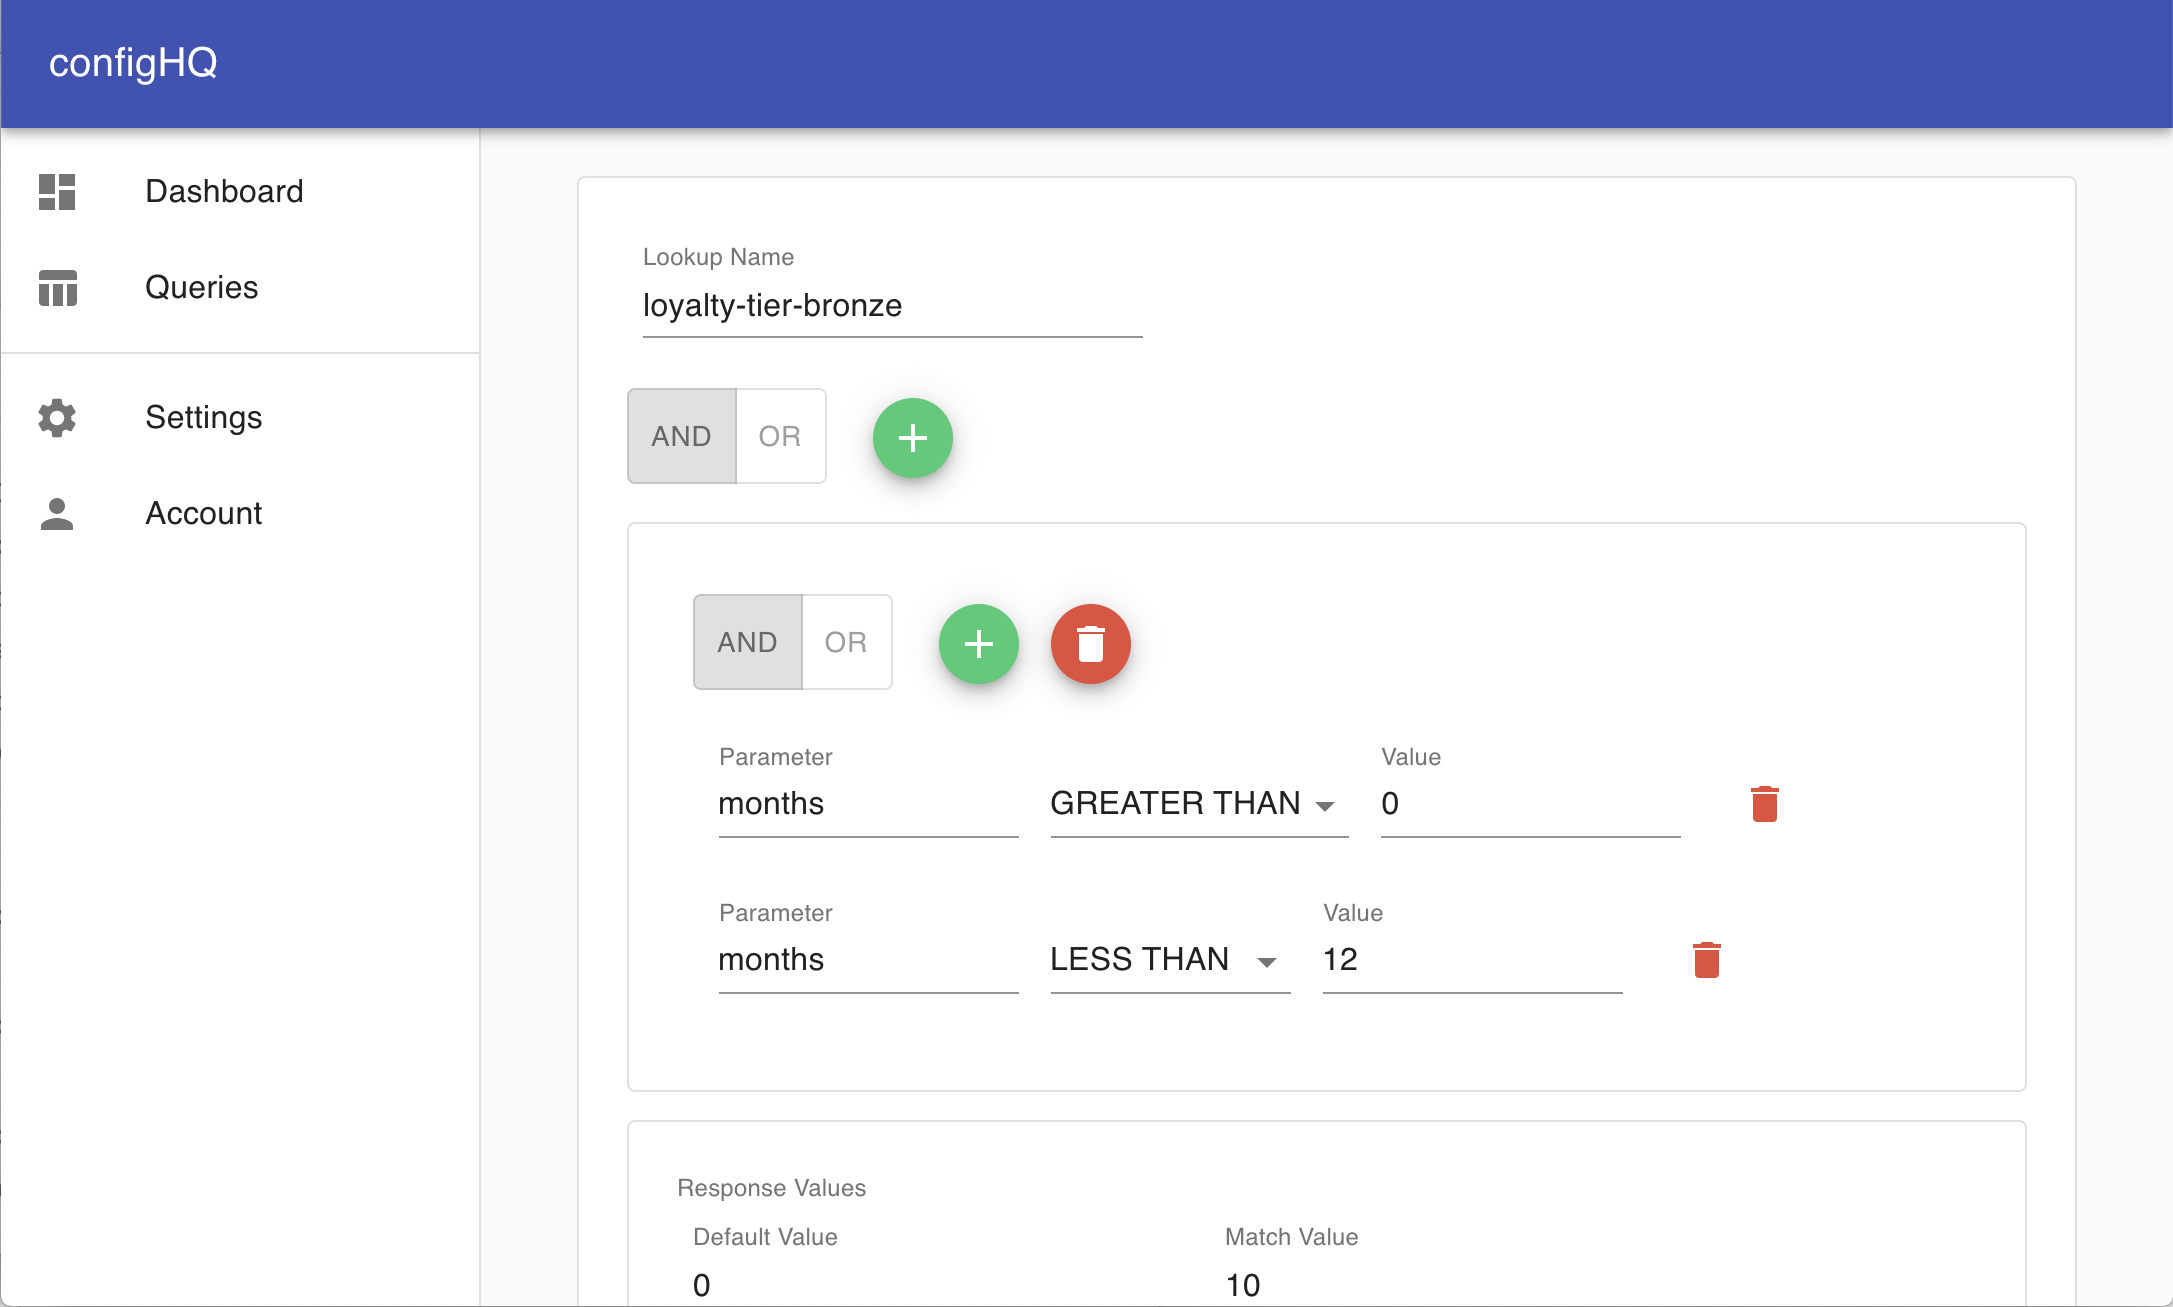 configHQ
Dashboard
Queries
Settings
Account
Lookup Name
loyalty-tier-bronze
AND OR
AND OR
Parameter Value
months GREATER THAN 0
Parameter Value
months LESS THAN 12
Response Values
Default Value Match Value
0 10